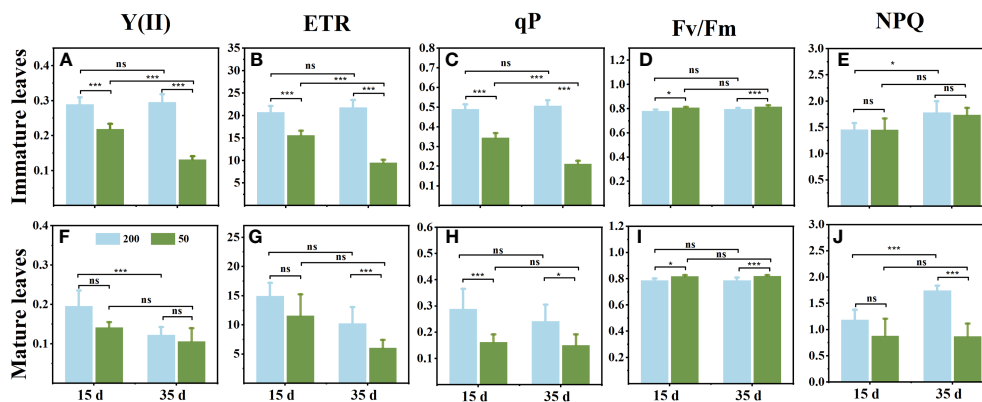 Y(II) ETR qP Fv/Fm NPQ
Immature leaves
A
ns
***
***
***
0.4
0.3
0.2
0.1
B
ns
***
***
***
35
30
25
20
15
10
5
C
ns
***
***
***
0.8
0.7
0.6
0.5
0.4
0.3
0.2
0.1
D
ns
ns
*
***
1.2
1.0
0.8
0.6
0.4
0.2
E
*
ns
ns
ns
3.0
2.5
2.0
1.5
1.0
0.5
0.0
Mature leaves
F
200 50
***
ns
ns
ns
0.4
0.3
0.2
0.1
15 d 35 d
G
ns
ns
ns
***
25
20
15
10
5
15 d 35 d
H
ns
ns
***
*
0.6
0.5
0.4
0.3
0.2
0.1
15 d 35 d
I
ns
ns
*
***
1.2
1.0
0.8
0.6
0.4
0.2
15 d 35 d
J
***
ns
ns
***
3.0
2.5
2.0
1.5
1.0
0.5
0.0
15 d 35 d